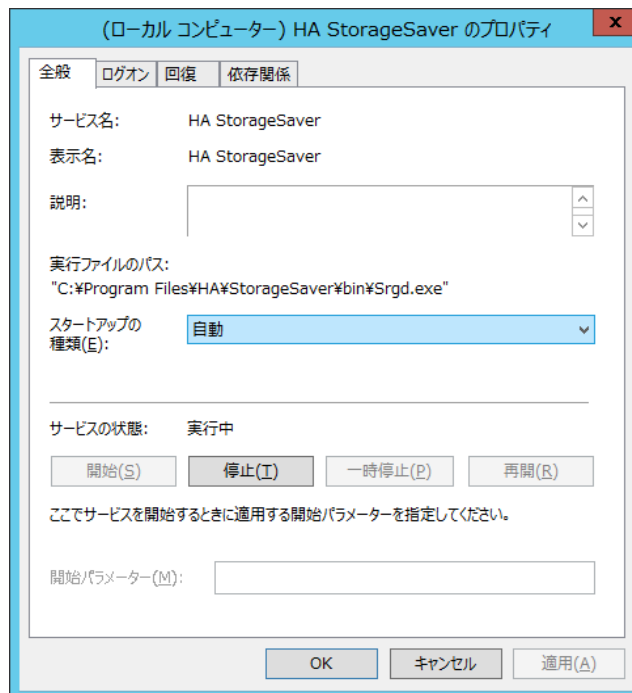 (ローカル コンピューター) HA StorageSaver のプロパティ
x
全般 ログオン 回復 依存関係
サービス名: HA StorageSaver
表示名: HA StorageSaver
説明:
実行ファイルのパス:
"C:¥Program Files¥HA¥StorageSaver¥bin¥Srgd.exe"
スタートアップの
種類(E): 自動
サービスの状態: 実行中
開始(S) 停止(T) 一時停止(P) 再開(R)
ここでサービスを開始するときに適用する開始パラメーターを指定してください。
開始パラメーター(M):
OK キャンセル 適用(A)